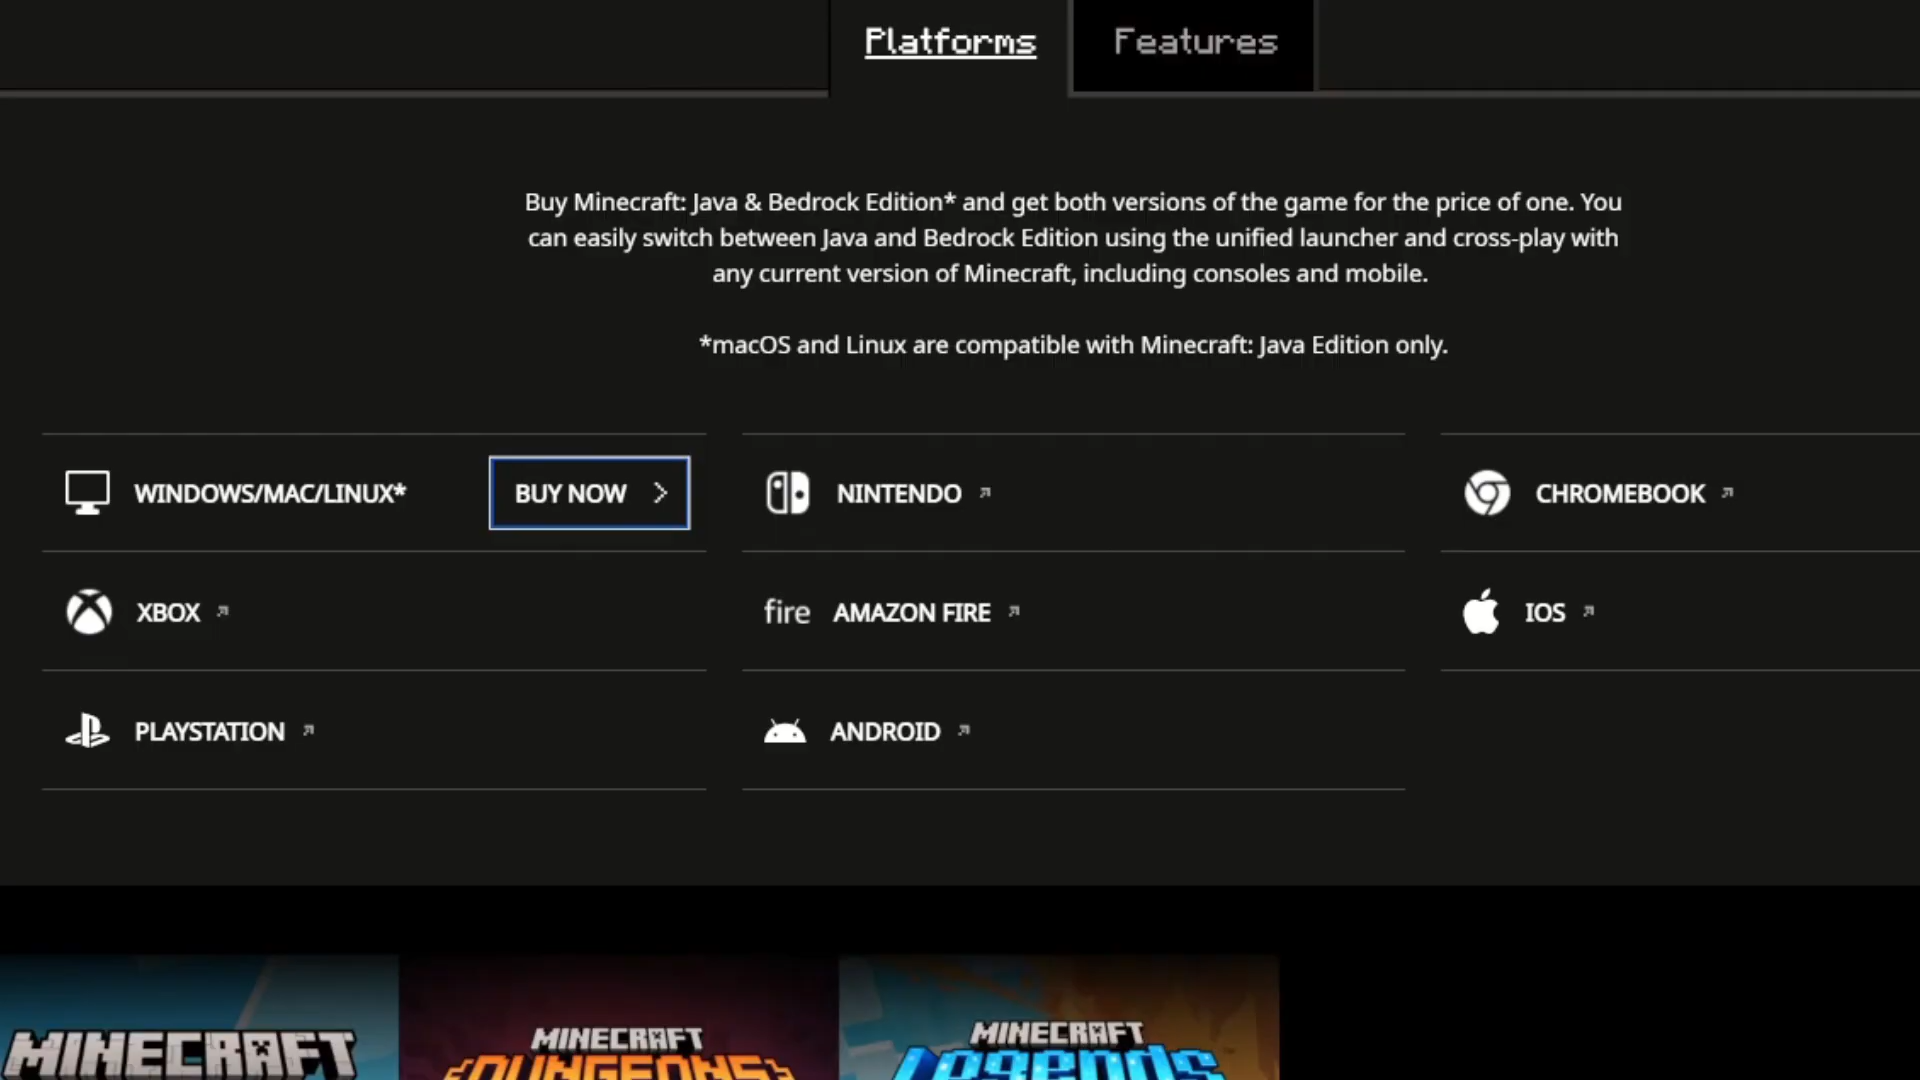 Platforms
Features
Buy Minecraft: Java & Bedrock Edition* and get both versions of the game for the price of one. You
can easily switch between Java and Bedrock Edition using the unified launcher and cross-play with
any current version of Minecraft, including consoles and mobile.
*macOS and Linux are compatible with Minecraft: Java Edition only.
WINDOWS/MAC/LINUX*
BUY NOW
NINTENDO
CHROMEBOOK
XBOX
fire AMAZON FIRE
IOS
PLAYSTATION
ANDROID
MINECRAFT
MINECRAFT
DUNGEONS
MINECRAFT
Legends